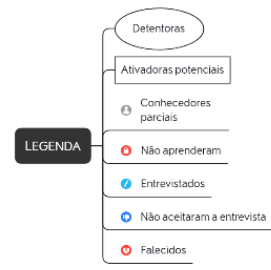 Detentoras
Ativadoras potenciais
Conhecedores
parciais
LEGENDA
Não aprenderam
Entrevistados
Não aceitaram a entrevista
Falecidos